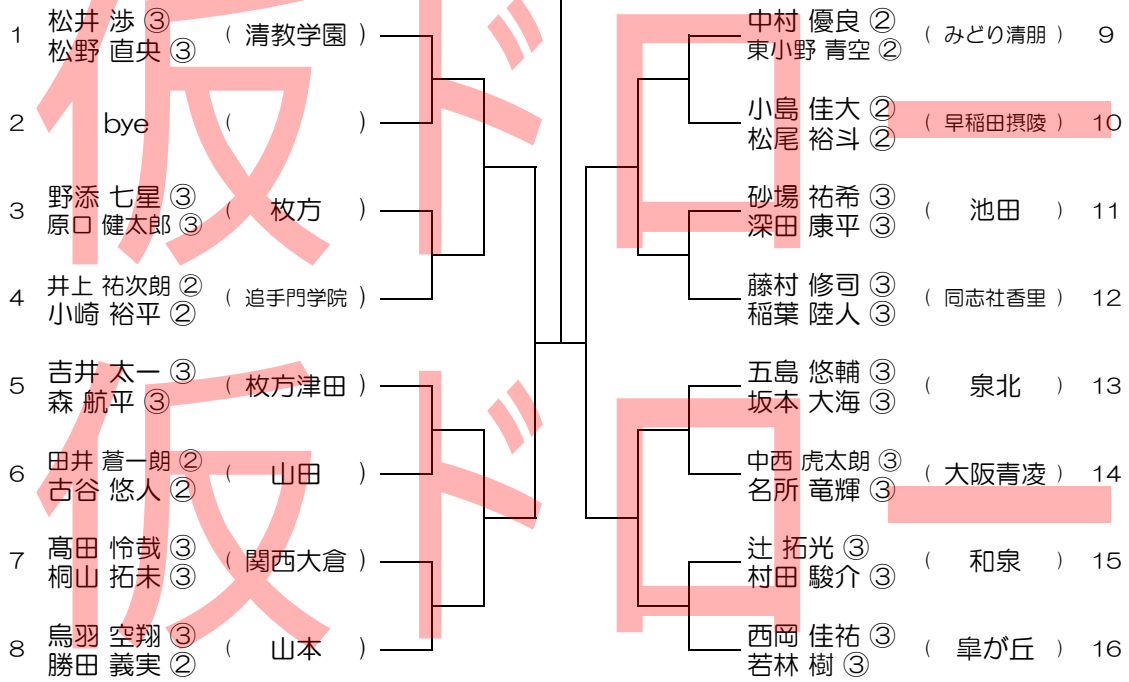 1 松井 渉 ③ ( 清教学園 )
松野 直央 ③
2 bye ( )
3 野添 七星 ③ ( 枚方 )
原口 健太郎 ③
4 井上 祐次朗 ② ( 追手門学院 )
小崎 裕平 ②
5 吉井 太一 ③ ( 枚方津田 )
森 航平 ③
6 田井 蒼一朗 ② ( 山田 )
古谷 悠人 ②
7 髙田 怜哉 ③ ( 関西大倉 )
桐山 拓未 ③
8 鳥羽 空翔 ③ ( 山本 )
勝田 義実 ②
中村 優良 ② ( みどり清朋 ) 9
東小野 青空 ②
小島 佳大 ② ( 早稲田摂陵 ) 10
松尾 裕斗 ②
砂場 祐希 ③ ( 池田 ) 11
深田 康平 ③
藤村 修司 ③ ( 同志社香里 ) 12
稲葉 陸人 ③
五島 悠輔 ③ ( 泉北 ) 13
坂本 大海 ③
中西 虎太朗 ③ ( 大阪青凌 ) 14
名所 竜輝 ③
辻 拓光 ③ ( 和泉 ) 15
村田 駿介 ③
西岡 佳祐 ③ ( 皐が丘 ) 16
若林 樹 ③
仮ドロー
仮ドロー